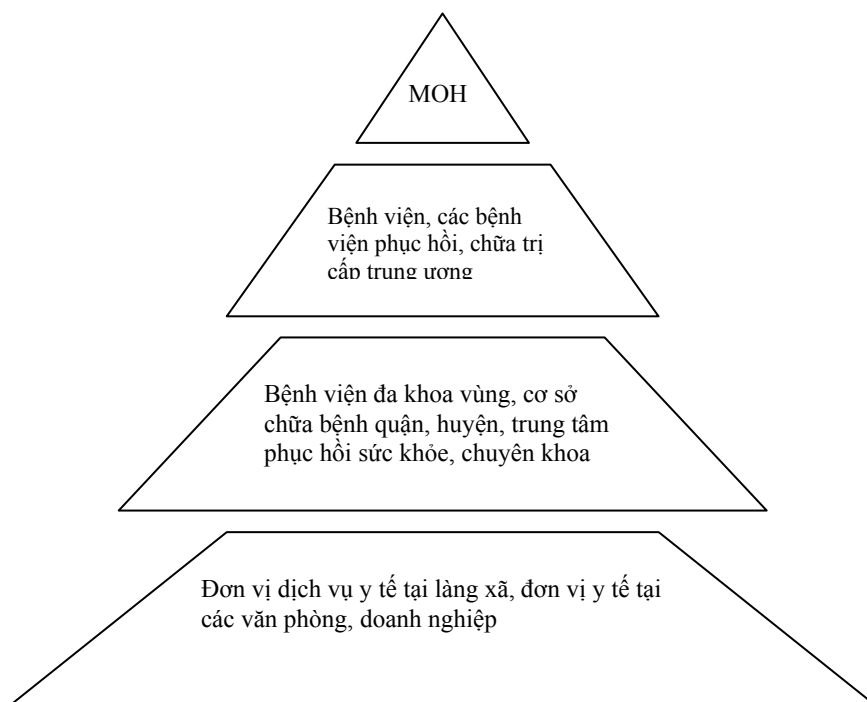 MOH
Bệnh viện, các bệnh
viện phục hồi, chữa trị
cấp trung ương
Bệnh viện đa khoa vùng, cơ sở
chữa bệnh quận, huyện, trung tâm
phục hồi sức khỏe, chuyên khoa
Đơn vị dịch vụ y tế tại làng xã, đơn vị y tế tại
các văn phòng, doanh nghiệp